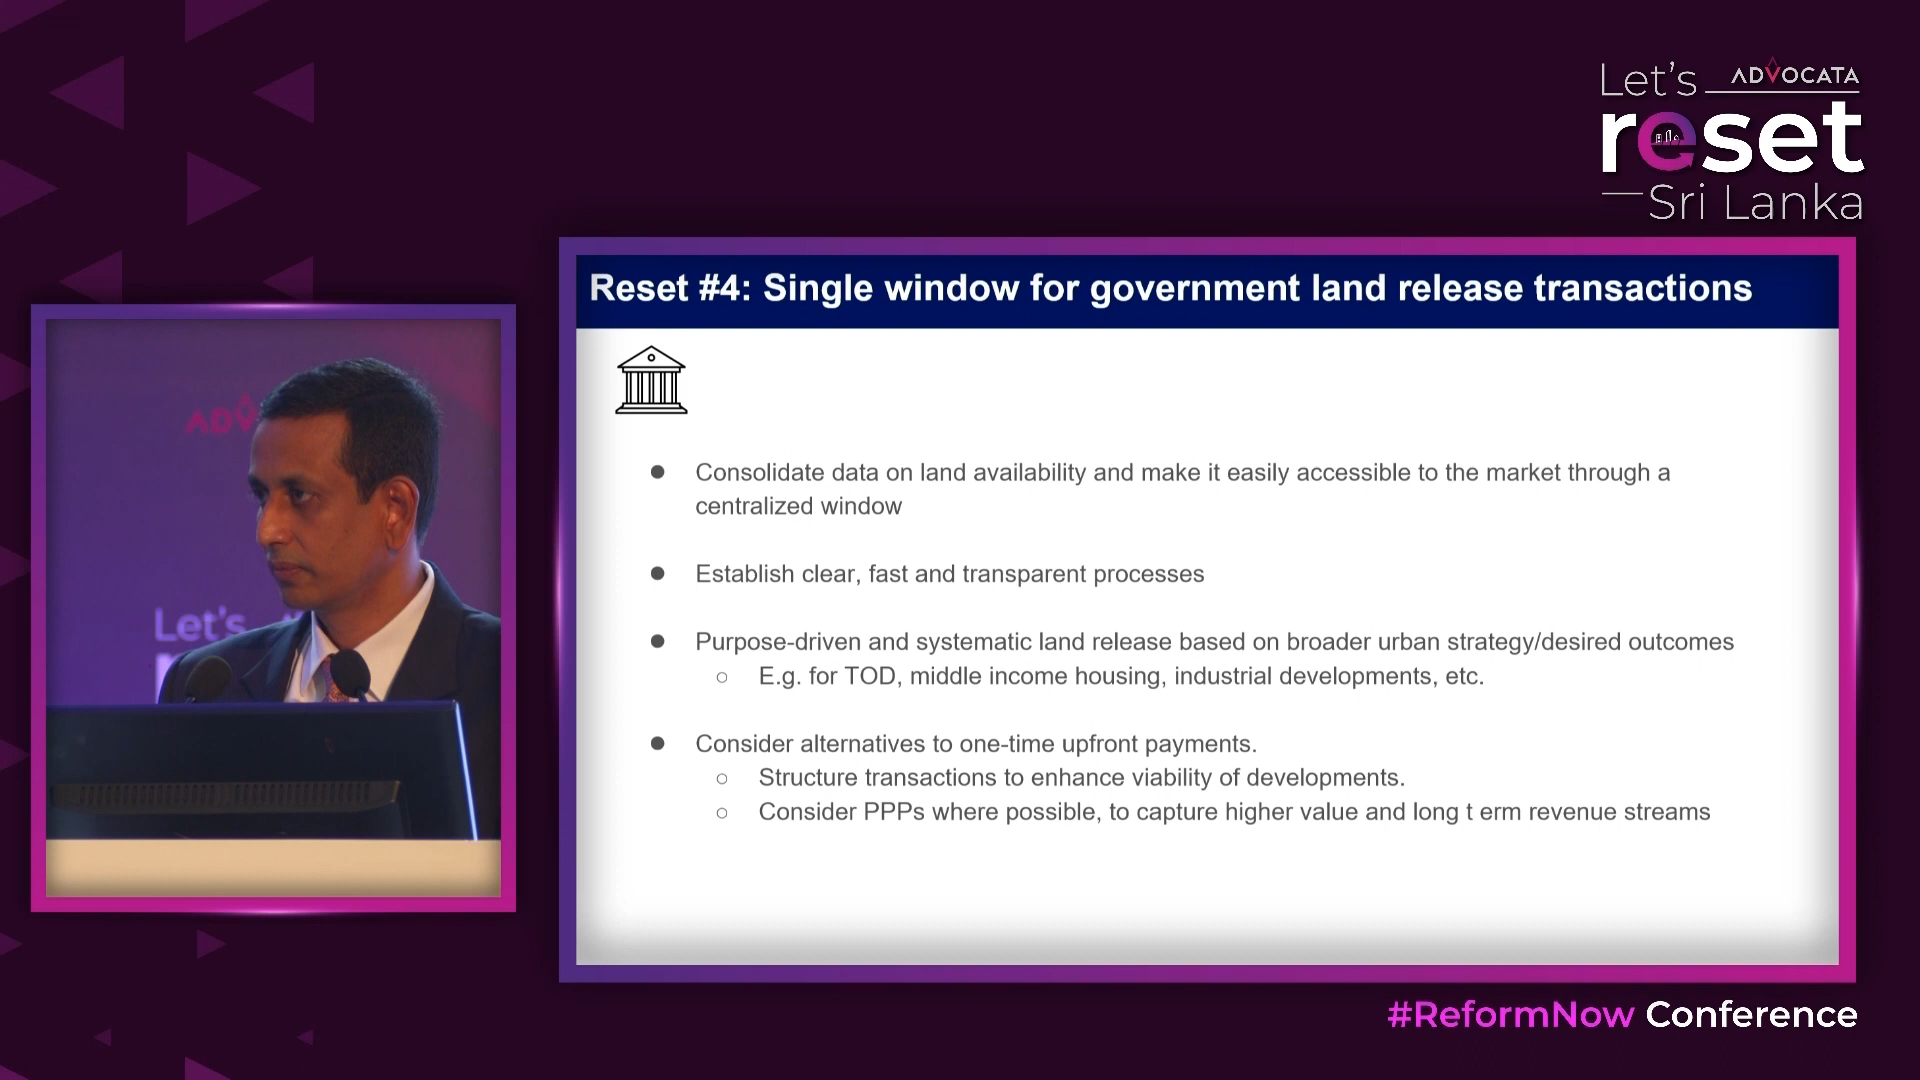 Let's ADVOCATA
reset
Sri Lanka
Reset #4: Single window for government land release transactions
● Consolidate data on land availability and make it easily accessible to the market through a
centralized window
● Establish clear, fast and transparent processes
● Purpose-driven and systematic land release based on broader urban strategy/desired outcomes
○ E.g. for TOD, middle income housing, industrial developments, etc.
● Consider alternatives to one-time upfront payments.
○ Structure transactions to enhance viability of developments.
○ Consider PPPs where possible, to capture higher value and long t erm revenue streams
ADV
Let's
#ReformNow Conference